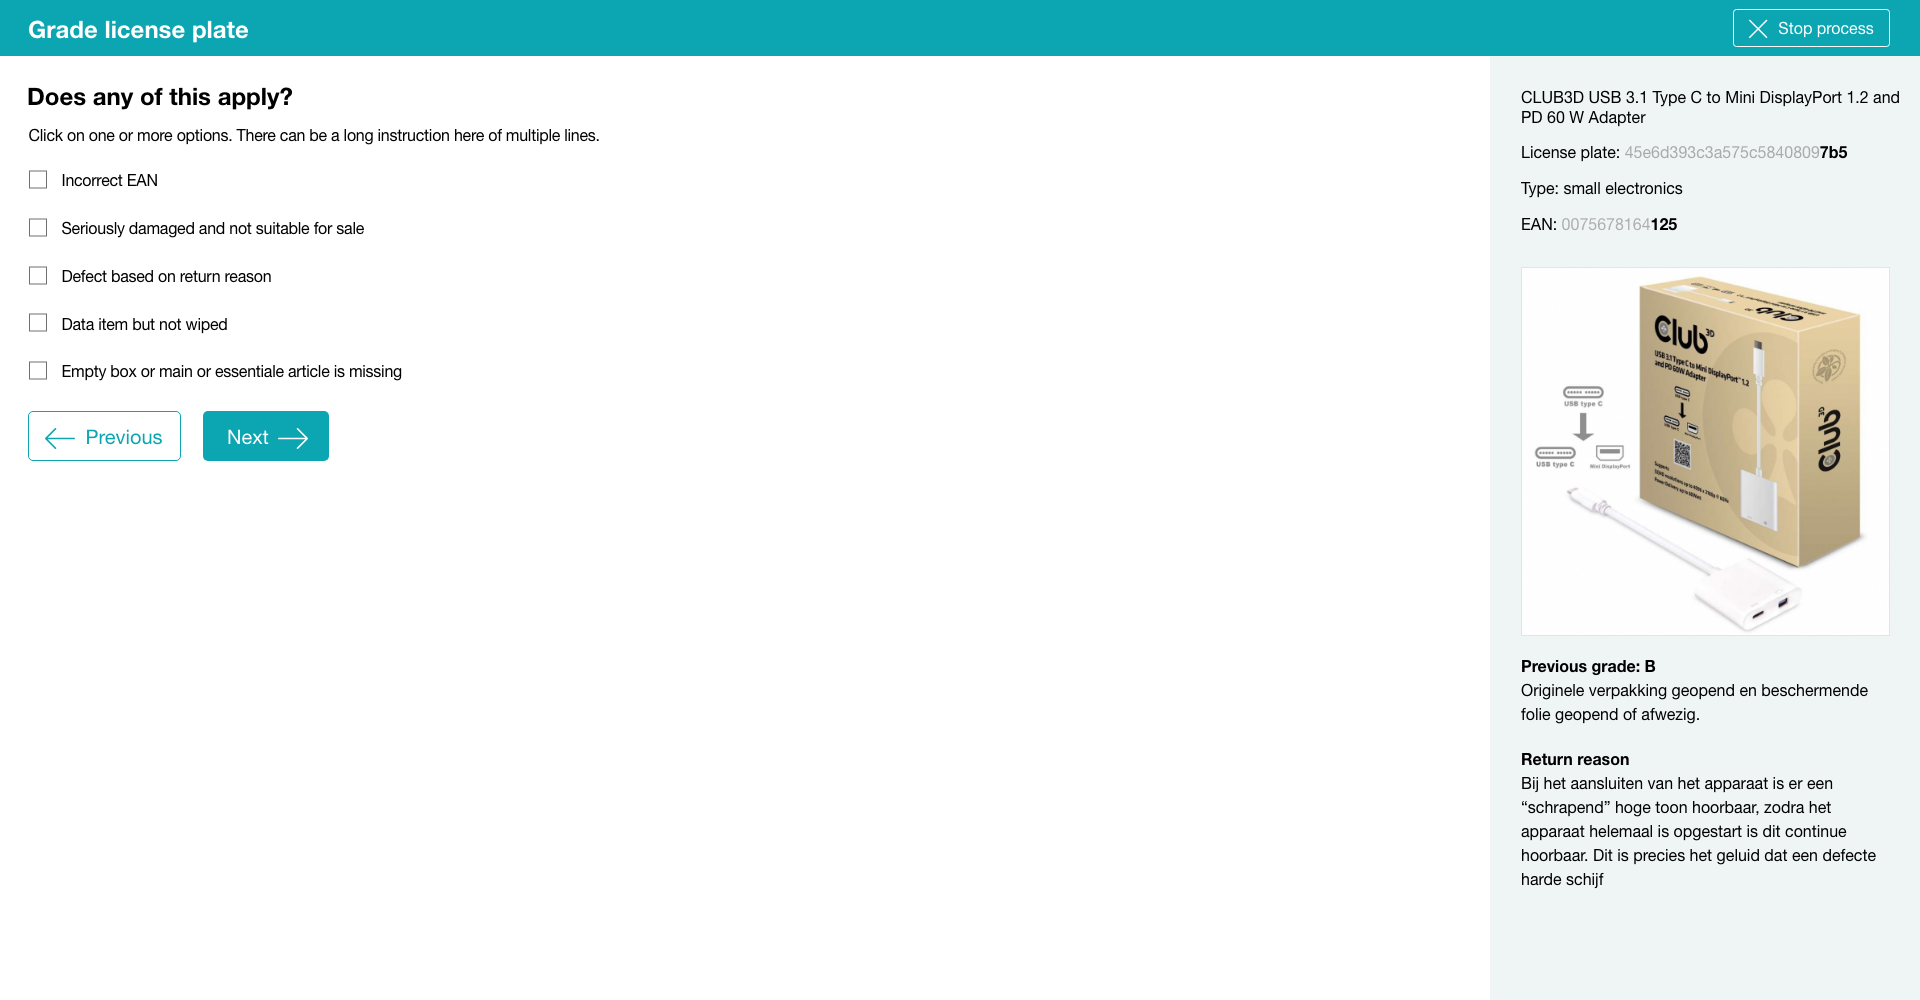 Grade license plate
Stop process
Does any of this apply?
Click on one or more options. There can be a long instruction here of multiple lines.
Incorrect EAN
Seriously damaged and not suitable for sale
Defect based on return reason
Data item but not wiped
Empty box or main or essentiale article is missing
Previous
Next
CLUB3D USB 3.1 Type C to Mini DisplayPort 1.2 and
PD 60 W Adapter
License plate: 45e6d393c3a575c58408097b5
Type: small electronics
EAN: 0075678164125
Club 3D
USB 3.1 Type C to Mini DisplayPort™ 1.2
and PD 60W Adapter
USB type C
USB type C
Mini DisplayPort
Club 3D
Supports
Previous grade: B
Originele verpakking geopend en beschermende
folie geopend of afwezig.
Return reason
Bij het aansluiten van het apparaat is er een
“schrapend” hoge toon hoorbaar, zodra het
apparaat helemaal is opgestart is dit continue
hoorbaar. Dit is precies het geluid dat een defecte
harde schijf